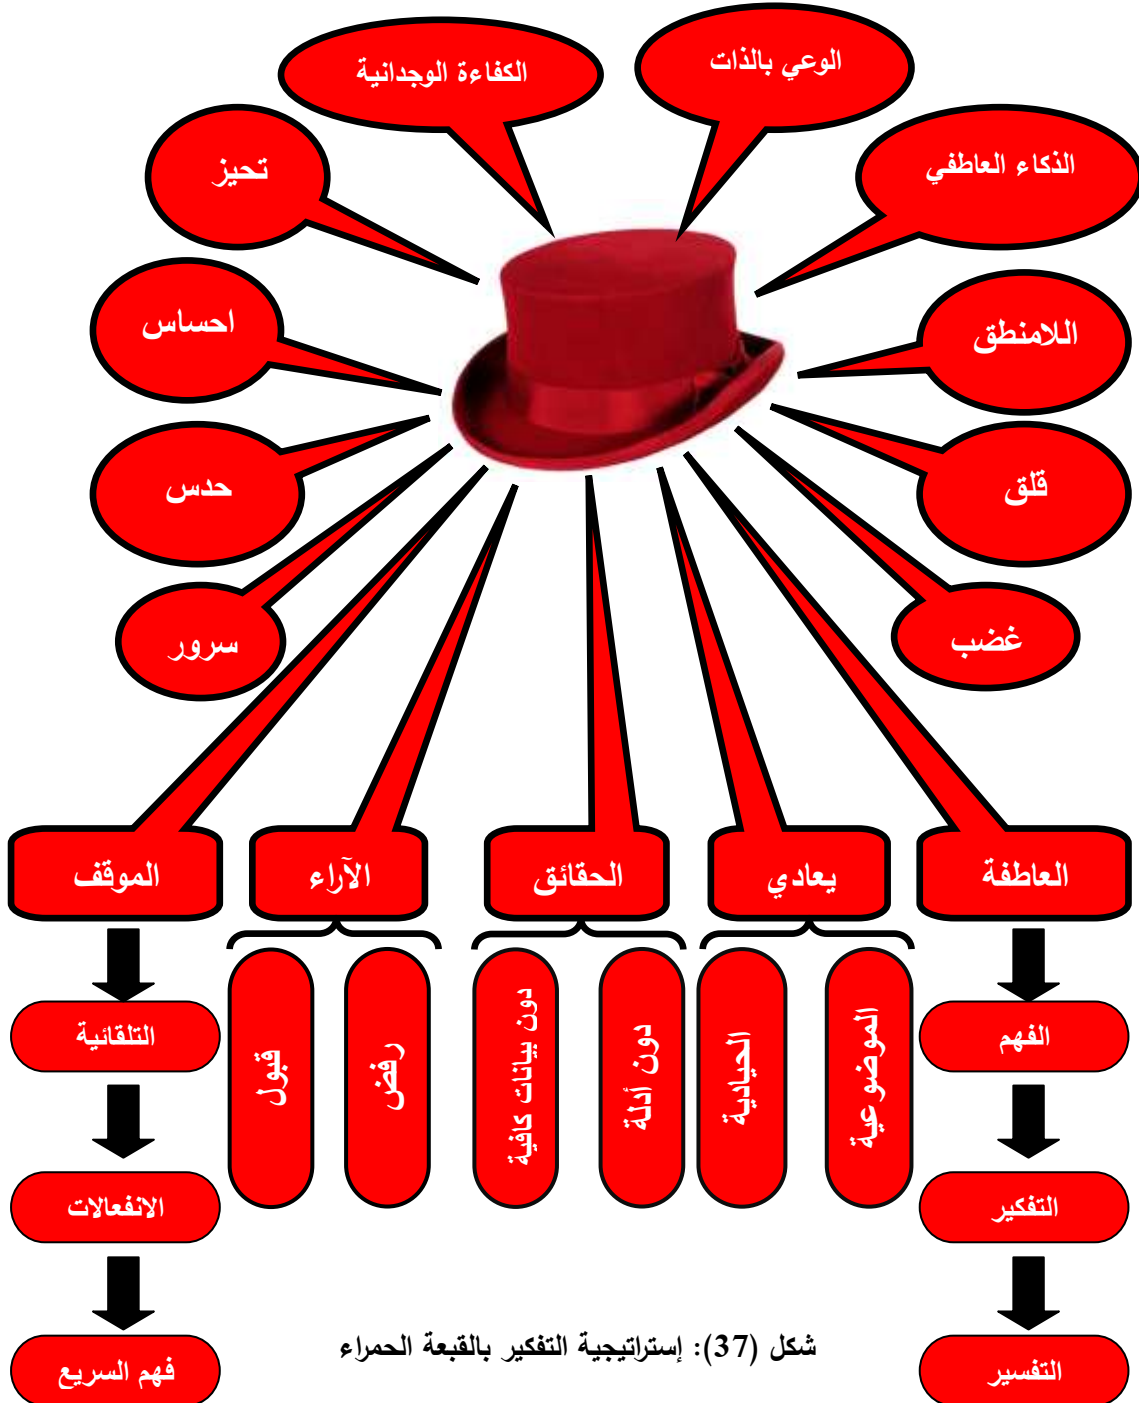 الوعي بالذات
الكفاءة الوجدانية
الذكاء العاطفي
تحيز
اللامنطق
احساس
قلق
حدس
غضب
سرور
العاطفة
يعادي
الحقائق
الآراء
الموقف
الفهم
التفكير
التفسير
الموضوعية
الحيادية
دون أدلة
دون بيانات كافية
رفض
قبول
التلقائية
الانفعالات
فهم السريع
شكل (37): إستراتيجية التفكير بالقبعة الحمراء